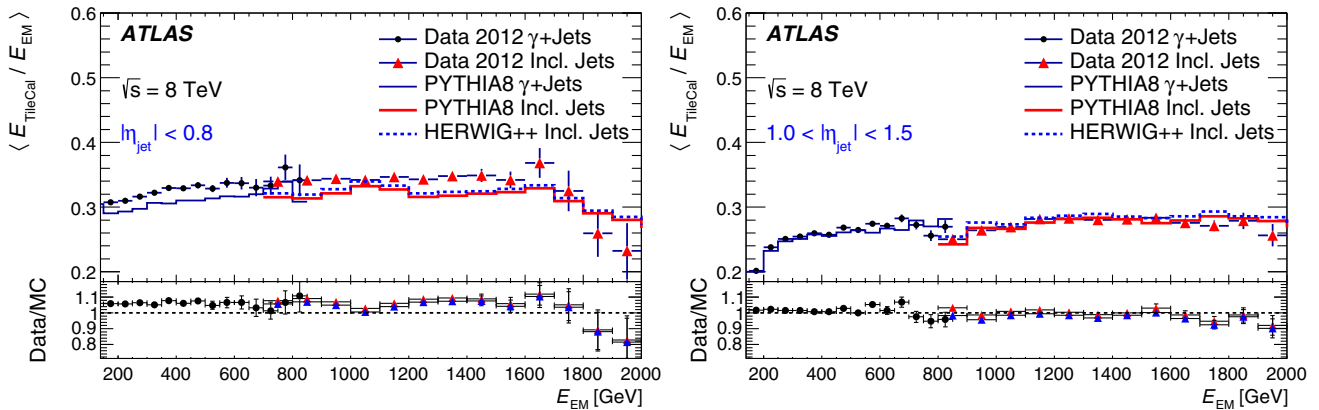 ⟨ E_TileCal / E_EM ⟩
ATLAS
√s = 8 TeV
|η_jet| < 0.8
Data 2012 γ+Jets
Data 2012 Incl. Jets
PYTHIA8 γ+Jets
PYTHIA8 Incl. Jets
HERWIG++ Incl. Jets
0.6
0.5
0.4
0.3
0.2
Data/MC
1.1
1
0.9
0.8
200 400 600 800 1000 1200 1400 1600 1800 2000
E_EM [GeV]
⟨ E_TileCal / E_EM ⟩
ATLAS
√s = 8 TeV
1.0 < |η_jet| < 1.5
Data 2012 γ+Jets
Data 2012 Incl. Jets
PYTHIA8 γ+Jets
PYTHIA8 Incl. Jets
HERWIG++ Incl. Jets
0.6
0.5
0.4
0.3
0.2
Data/MC
1.1
1
0.9
0.8
200 400 600 800 1000 1200 1400 1600 1800 2000
E_EM [GeV]